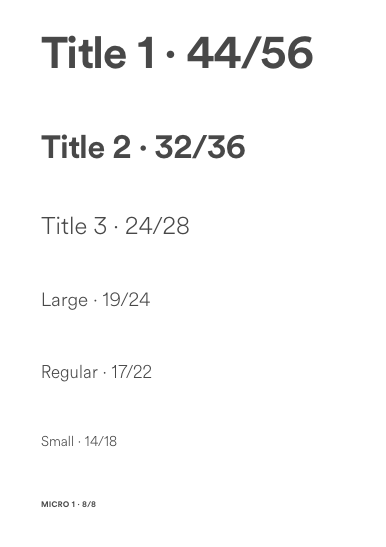 Title 1 · 44/56
Title 2 · 32/36
Title 3 · 24/28
Large · 19/24
Regular · 17/22
Small · 14/18
MICRO 1 · 8/8